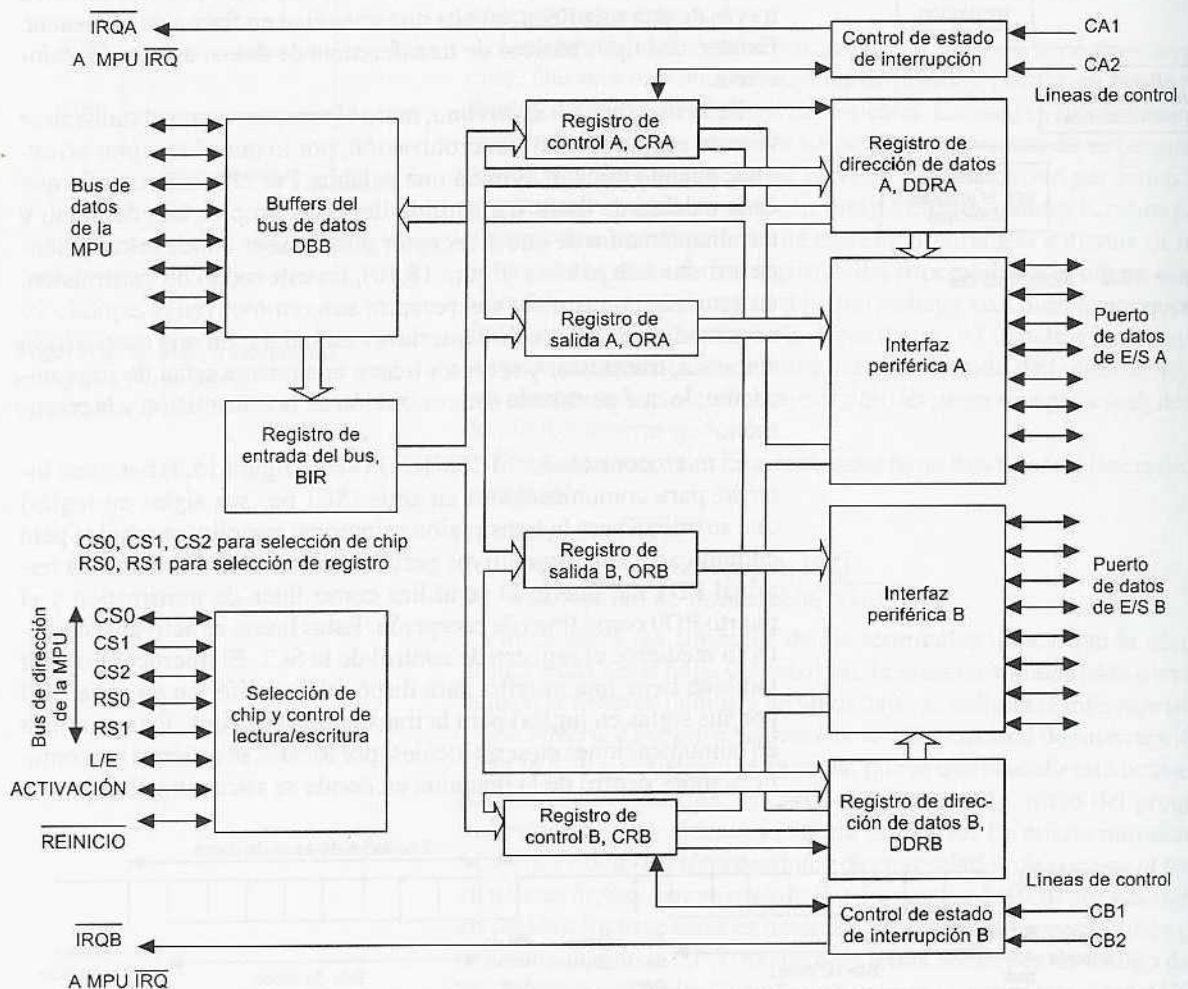 IRQA
A MPU IRQ
Control de estado
de interrupción
CA1
CA2
Líneas de control
Bus de
datos
de la
MPU
Buffers del
bus de datos
DBB
Registro de
control A, CRA
Registro de
dirección de datos
A, DDRA
Registro de
salida A, ORA
Interfaz
periférica A
Puerto
de datos
de E/S A
Registro de
entrada del bus,
BIR
CS0, CS1, CS2 para selección de chip
RS0, RS1 para selección de registro
Registro de
salida B, ORB
Interfaz
periférica B
Puerto
de datos
de E/S B
Bus de dirección
de la MPU
CS0
CS1
CS2
RS0
RS1
L/E
ACTIVACIÓN
REINICIO
Selección de
chip y control de
lectura/escritura
Registro de
control B, CRB
Registro de direc-
ción de datos B,
DDRB
Líneas de control
Control de estado
de interrupción B
CB1
CB2
IRQB
A MPU IRQ